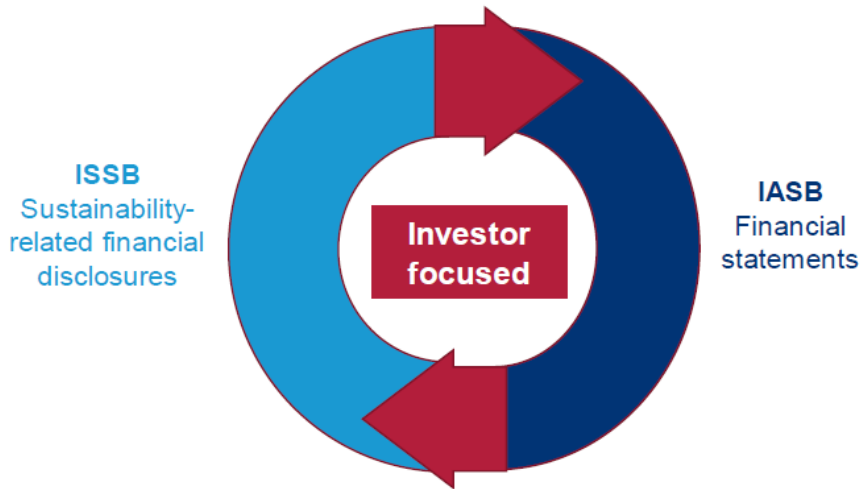 ISSB
Sustainability-
related financial
disclosures
Investor
focused
IASB
Financial
statements